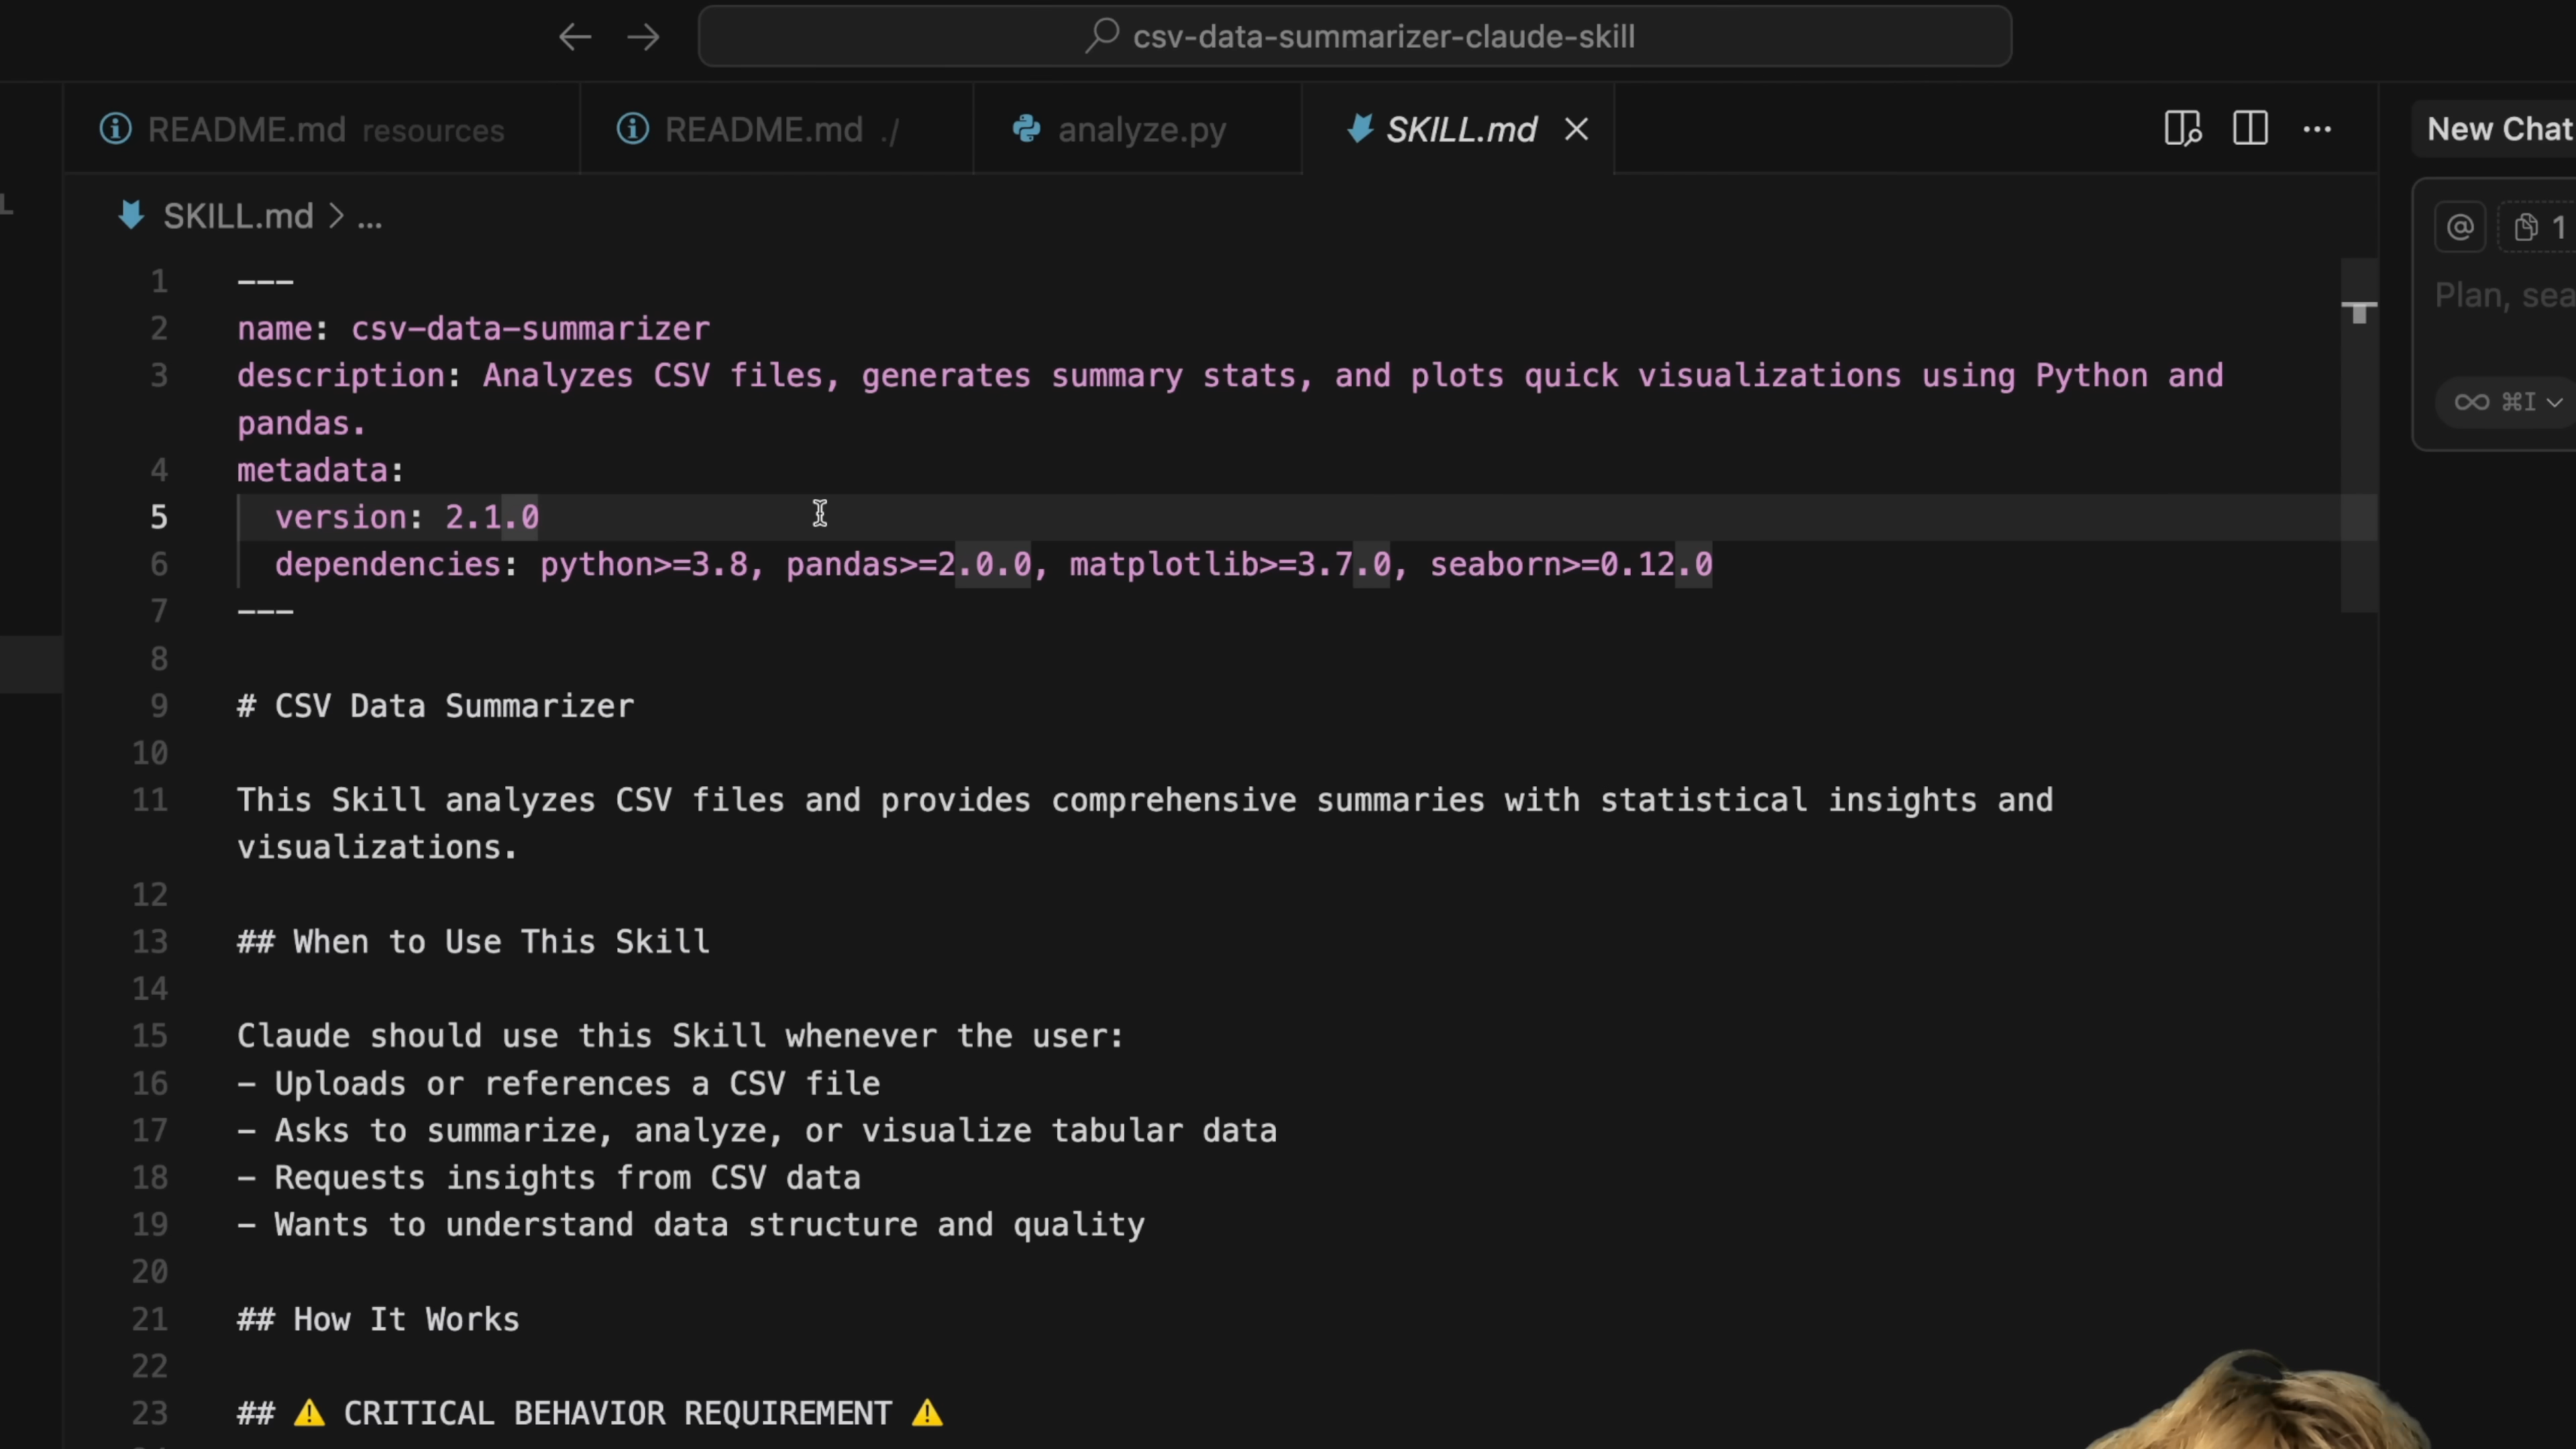 csv-data-summarizer-claude-skill
README.md resources
README.md ./
analyze.py
SKILL.md
New Chat
SKILL.md > ...
@ 1
Plan, sea
⌘I
1 ---
2 name: csv-data-summarizer
3 description: Analyzes CSV files, generates summary stats, and plots quick visualizations using Python and
pandas.
4 metadata:
5 version: 2.1.0
6 dependencies: python>=3.8, pandas>=2.0.0, matplotlib>=3.7.0, seaborn>=0.12.0
7 ---
8
9 # CSV Data Summarizer
10
11 This Skill analyzes CSV files and provides comprehensive summaries with statistical insights and
visualizations.
12
13 ## When to Use This Skill
14
15 Claude should use this Skill whenever the user:
16 - Uploads or references a CSV file
17 - Asks to summarize, analyze, or visualize tabular data
18 - Requests insights from CSV data
19 - Wants to understand data structure and quality
20
21 ## How It Works
22
23 ## ⚠️ CRITICAL BEHAVIOR REQUIREMENT ⚠️